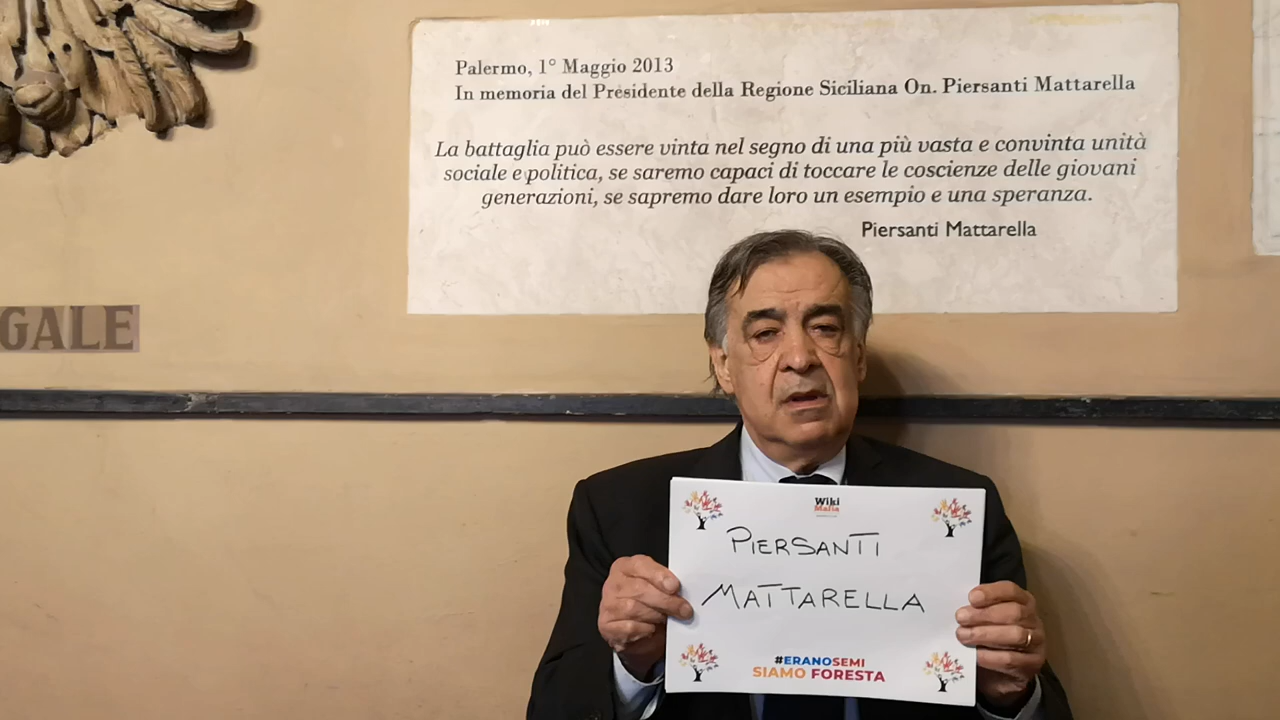 Palermo, 1° Maggio 2013
In memoria del Presidente della Regione Siciliana On. Piersanti Mattarella
La battaglia può essere vinta nel segno di una più vasta e convinta unità
sociale e politica, se saremo capaci di toccare le coscienze delle giovani
generazioni, se sapremo dare loro un esempio e una speranza.
Piersanti Mattarella
GALE
Wiki
Mafia
PIERSANTI
MATTARELLA
#ERANOSEMI
SIAMO FORESTA